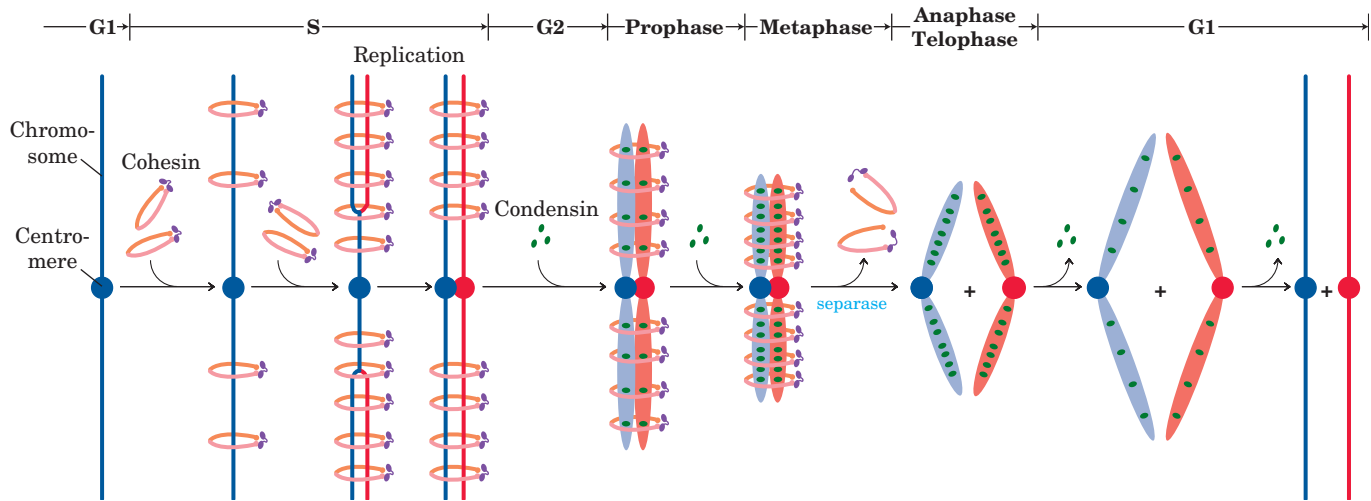 G1
S
G2
Prophase
Metaphase
Anaphase
Telophase
G1
Replication
Chromo-
some
Cohesin
Centro-
mere
Condensin
separase
+
+
+